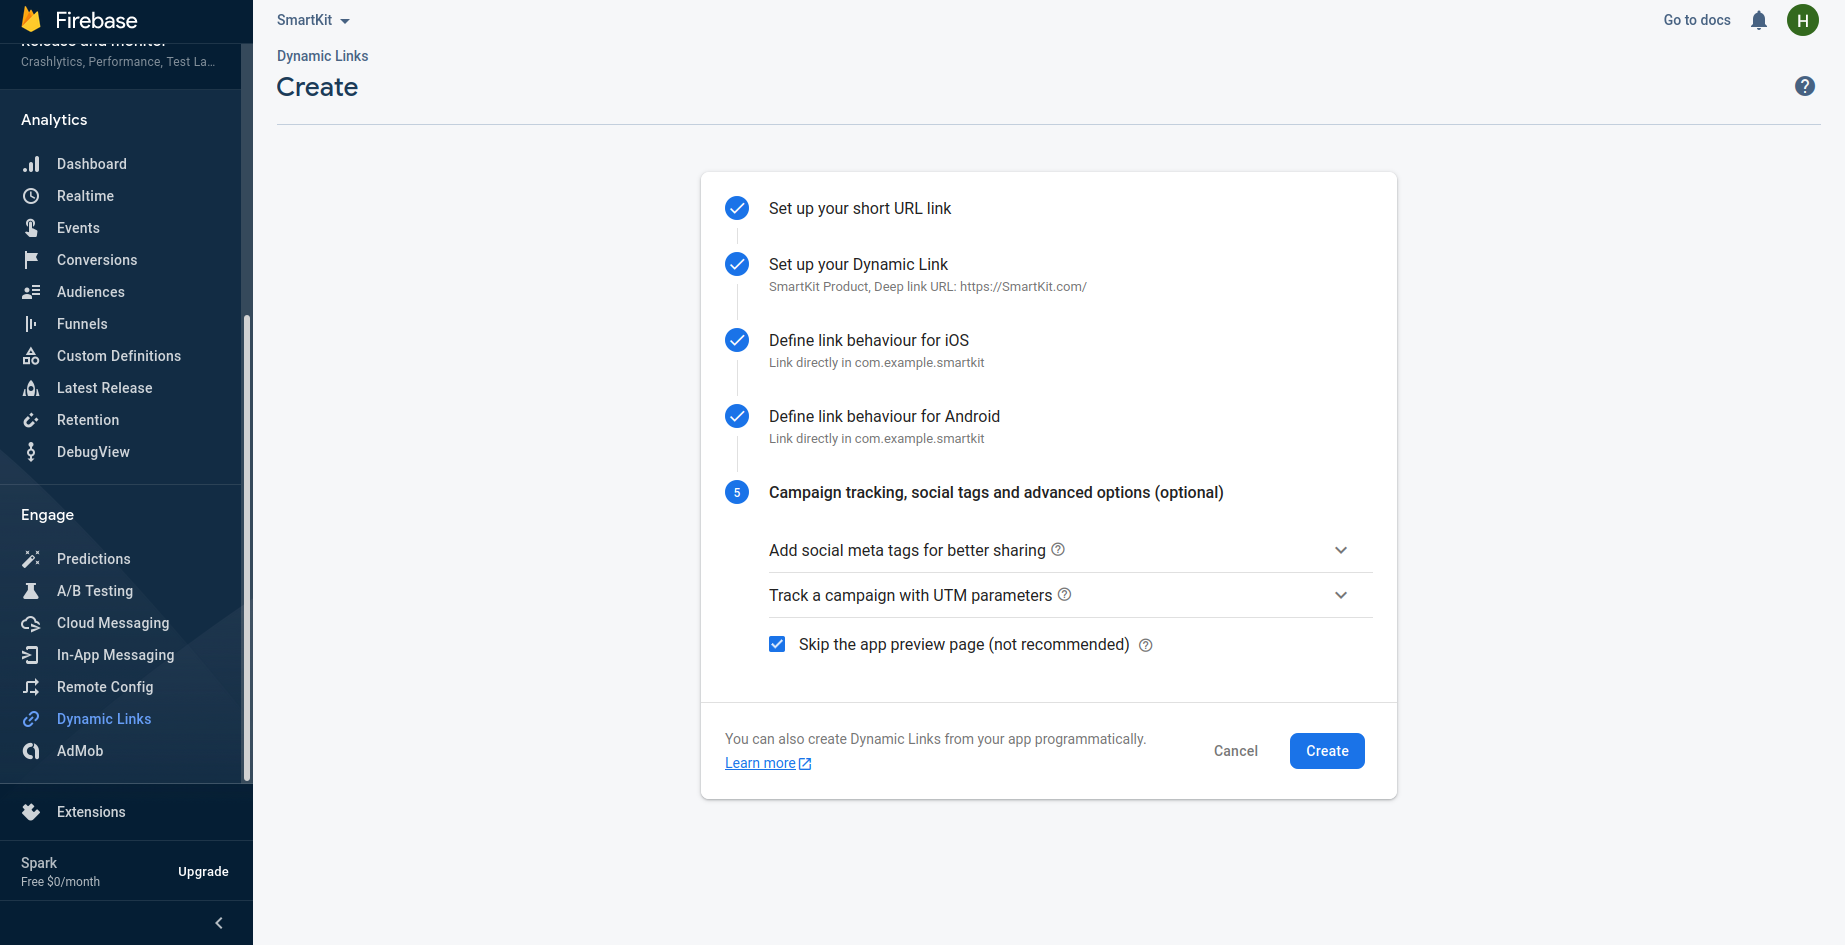 Firebase
Release and monitor
Crashlytics, Performance, Test La...
Analytics
Dashboard
Realtime
Events
Conversions
Audiences
Funnels
Custom Definitions
Latest Release
Retention
DebugView
Engage
Predictions
A/B Testing
Cloud Messaging
In-App Messaging
Remote Config
Dynamic Links
AdMob
Extensions
Spark
Free $0/month
Upgrade
SmartKit
Go to docs
H
Dynamic Links
Create
?
Set up your short URL link
Set up your Dynamic Link
SmartKit Product, Deep link URL: https://SmartKit.com/
Define link behaviour for iOS
Link directly in com.example.smartkit
Define link behaviour for Android
Link directly in com.example.smartkit
5 Campaign tracking, social tags and advanced options (optional)
Add social meta tags for better sharing ?
Track a campaign with UTM parameters ?
Skip the app preview page (not recommended) ?
You can also create Dynamic Links from your app programmatically.
Learn more
Cancel
Create